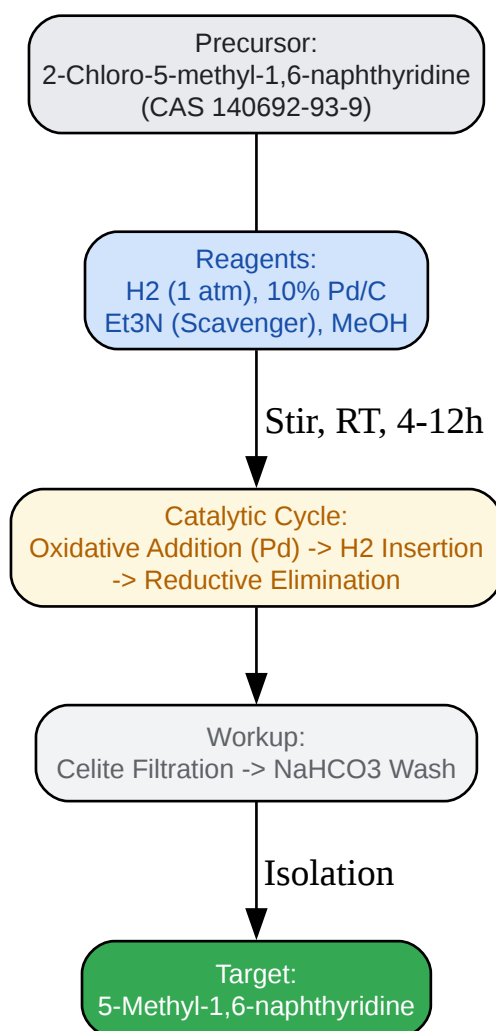 Precursor:
2-Chloro-5-methyl-1,6-naphthyridine
(CAS 140692-93-9)
Reagents:
H2 (1 atm), 10% Pd/C
Et3N (Scavenger), MeOH
Stir, RT, 4-12h
Catalytic Cycle:
Oxidative Addition (Pd) -> H2 Insertion
-> Reductive Elimination
Workup:
Celite Filtration -> NaHCO3 Wash
Isolation
Target:
5-Methyl-1,6-naphthyridine